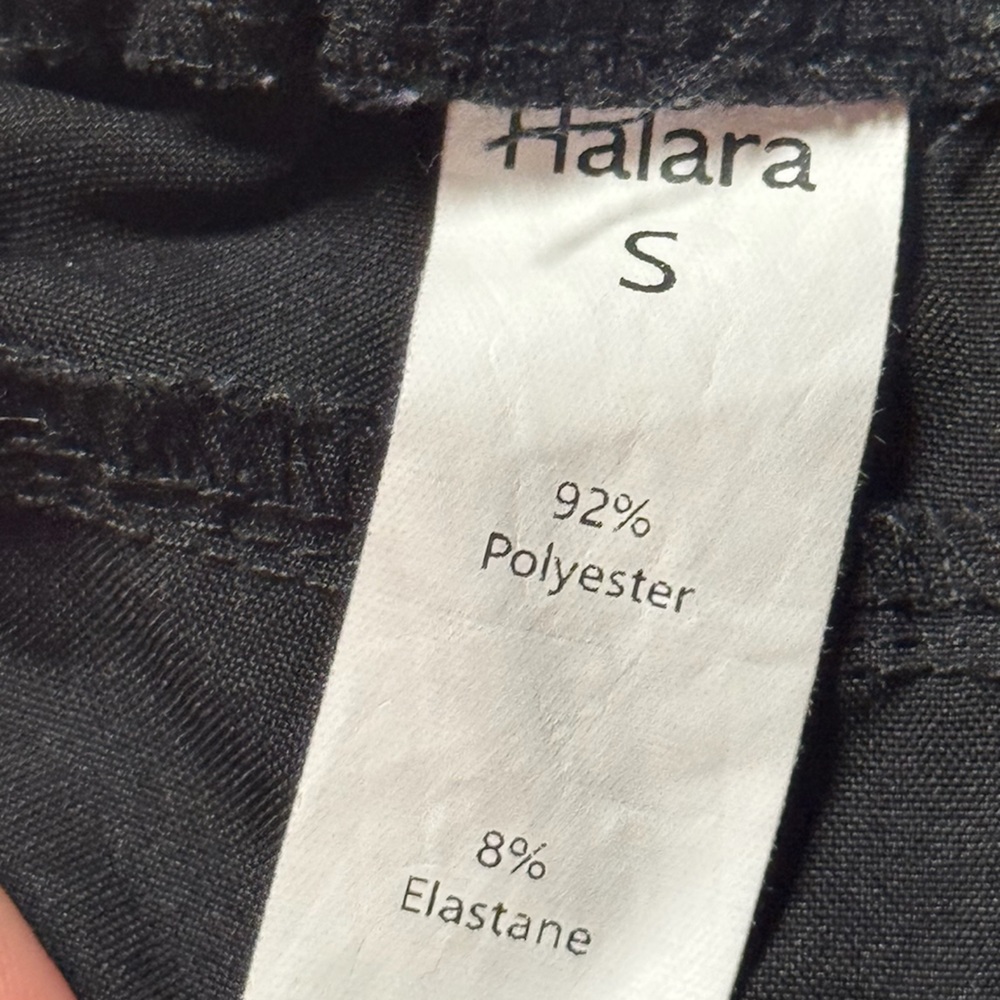 Halara
S
92%
Polyester
8%
Elastane